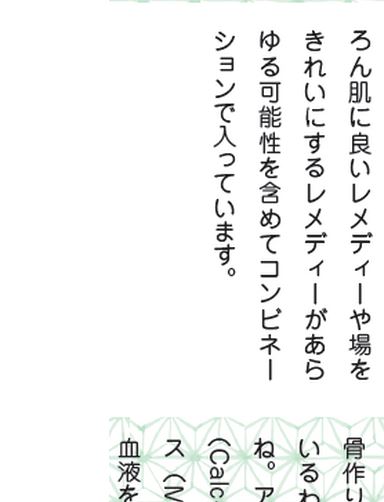 ろん肌に良いレメディーや場を
きれいにするレメディーがあら
ゆる可能性を含めてコンビネー
ションで入っています。
骨作り
いるわ
ね。ア
(Calc
ス (M
血液を